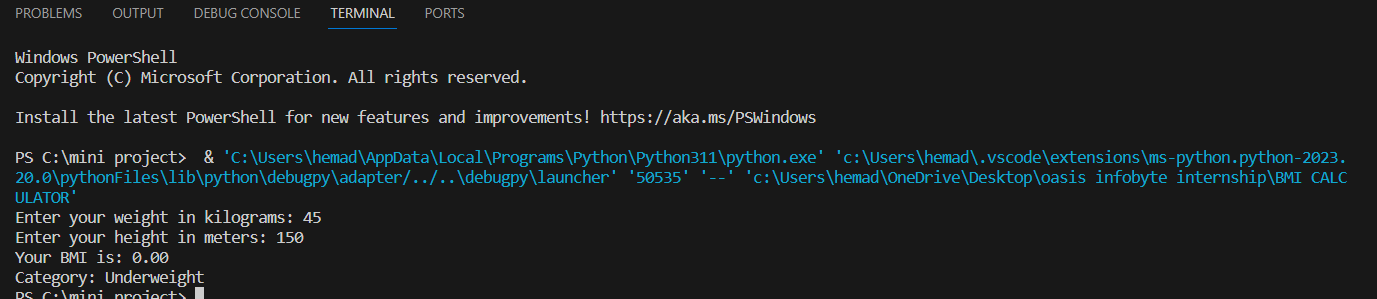 PROBLEMS OUTPUT DEBUG CONSOLE TERMINAL PORTS
Windows PowerShell
Copyright (C) Microsoft Corporation. All rights reserved.
Install the latest PowerShell for new features and improvements! https://aka.ms/PSWindows
PS C:\mini project>  & 'C:\Users\hemad\AppData\Local\Programs\Python\Python311\python.exe' 'c:\Users\hemad\.vscode\extensions\ms-python.python-2023.
20.0\pythonFiles\lib\python\debugpy\adapter/../..\debugpy\launcher' '50535' '--' 'c:\Users\hemad\OneDrive\Desktop\oasis infobyte internship\BMI CALC
ULATOR'
Enter your weight in kilograms: 45
Enter your height in meters: 150
Your BMI is: 0.00
Category: Underweight
PS C:\mini project>